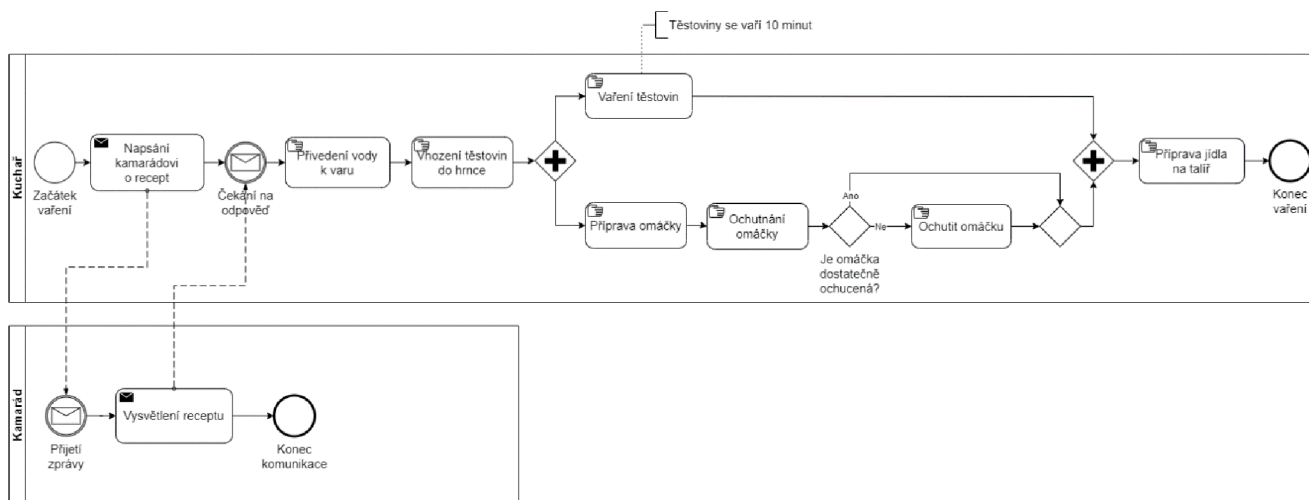 Těstoviny se vaří 10 minut
Kuchař
Začátek
vaření
Napsání
kamarádovi
o recept
Čekání na
odpověď
Přivedení vody
k varu
Vhození těstovin
do hrnce
Vaření těstovin
Příprava omáčky
Ochutnání
omáčky
Ano
Ne
Je omáčka
dostatečně
ochucená?
Ochutit omáčku
Příprava jídla
na talíř
Konec
vaření
Kamarád
Přijetí
zprávy
Vysvětlení receptu
Konec
komunikace